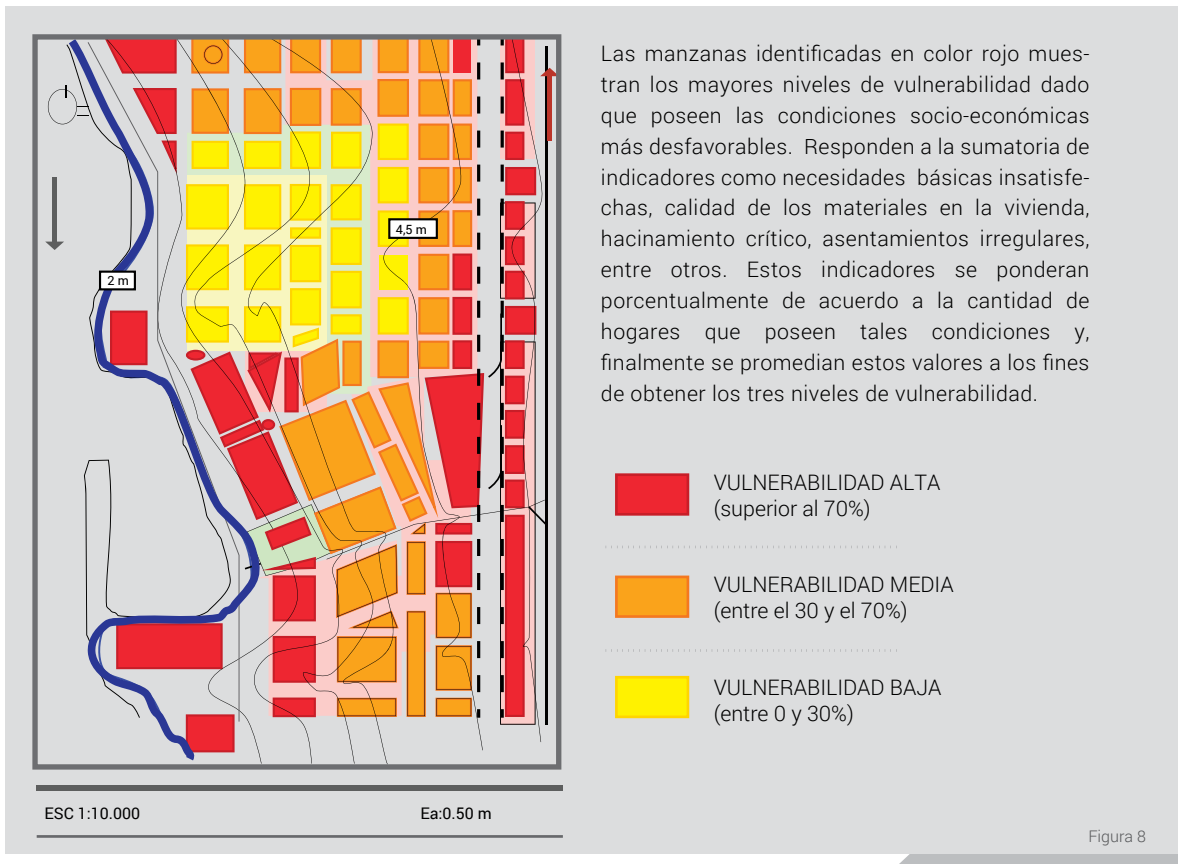 4,5 m
2 m
ESC 1:10.000
Ea:0.50 m
Las manzanas identificadas en color rojo mues-
tran los mayores niveles de vulnerabilidad dado
que poseen las condiciones socio-económicas
más desfavorables. Responden a la sumatoria de
indicadores como necesidades básicas insatisfe-
chas, calidad de los materiales en la vivienda,
hacinamiento crítico, asentamientos irregulares,
entre otros. Estos indicadores se ponderan
porcentualmente de acuerdo a la cantidad de
hogares que poseen tales condiciones y,
finalmente se promedian estos valores a los fines
de obtener los tres niveles de vulnerabilidad.
VULNERABILIDAD ALTA
(superior al 70%)
VULNERABILIDAD MEDIA
(entre el 30 y el 70%)
VULNERABILIDAD BAJA
(entre 0 y 30%)
Figura 8